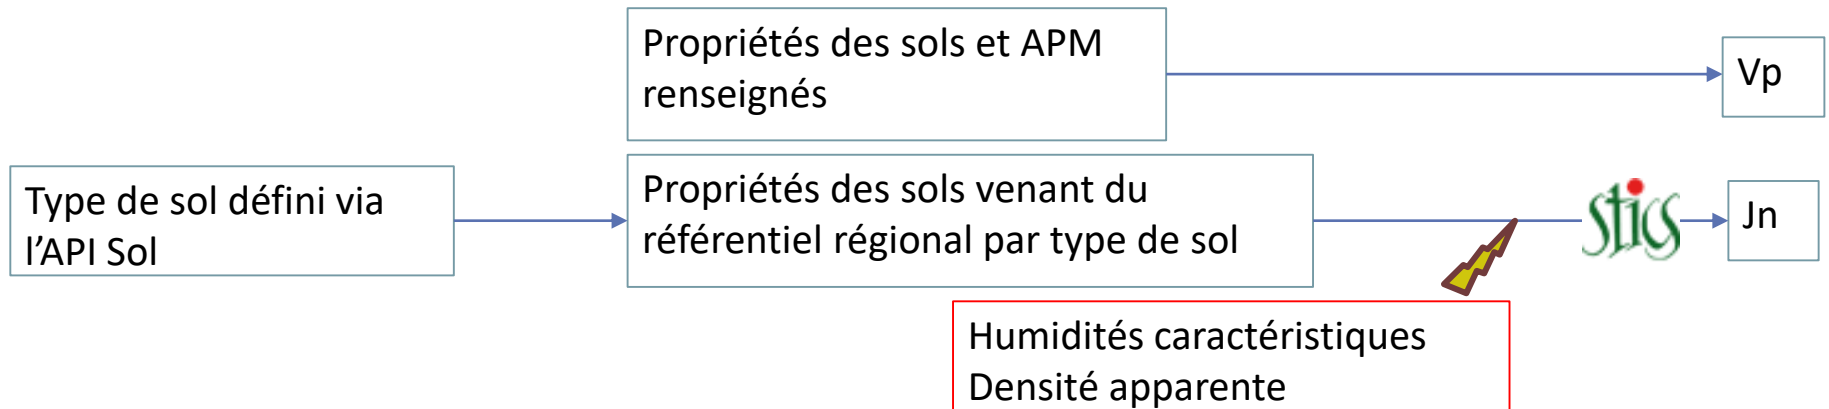 Propriétés des sols et APM
renseignés
Vp
Type de sol défini via
l’API Sol
Propriétés des sols venant du
référentiel régional par type de sol
stics
Jn
Humidités caractéristiques
Densité apparente